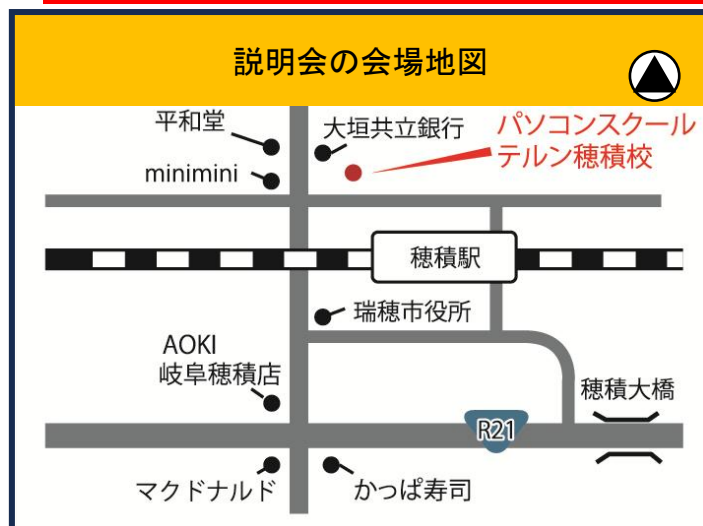 説明会の会場地図
平和堂
大垣共立銀行
パソコンスクール
テルン穂積校
minimini
穂積駅
瑞穂市役所
AOKI
岐阜穂積店
穂積大橋
R21
マクドナルド
かっぱ寿司